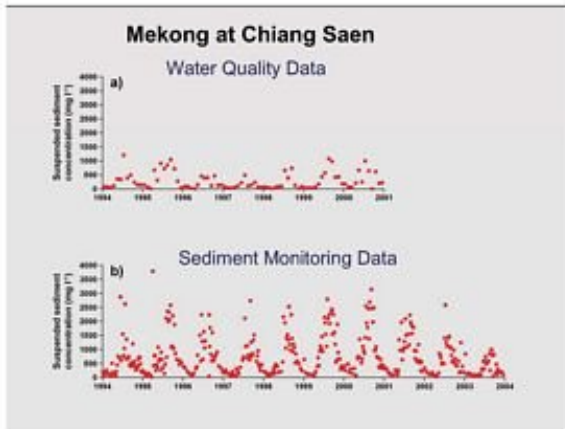 Mekong at Chiang Saen
Water Quality Data
a)
Suspended sediment
concentration (mg l⁻¹)
4000
3500
3000
2500
2000
1500
1000
500
0
1994 1995 1996 1997 1998 1999 2000 2001
Sediment Monitoring Data
b)
Suspended sediment
concentration (mg l⁻¹)
4000
3500
3000
2500
2000
1500
1000
500
0
1994 1995 1996 1997 1998 1999 2000 2001 2002 2003 2004